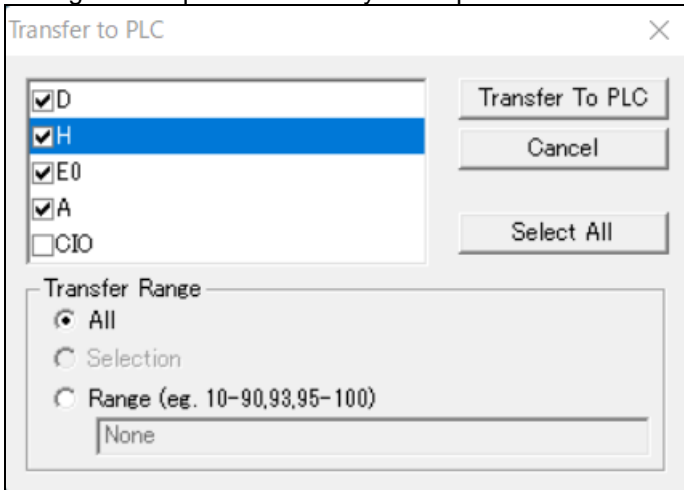 Transfer to PLC
D
H
E0
A
CIO
Transfer To PLC
Cancel
Select All
Transfer Range
All
Selection
Range (eg. 10-90,93,95-100)
None